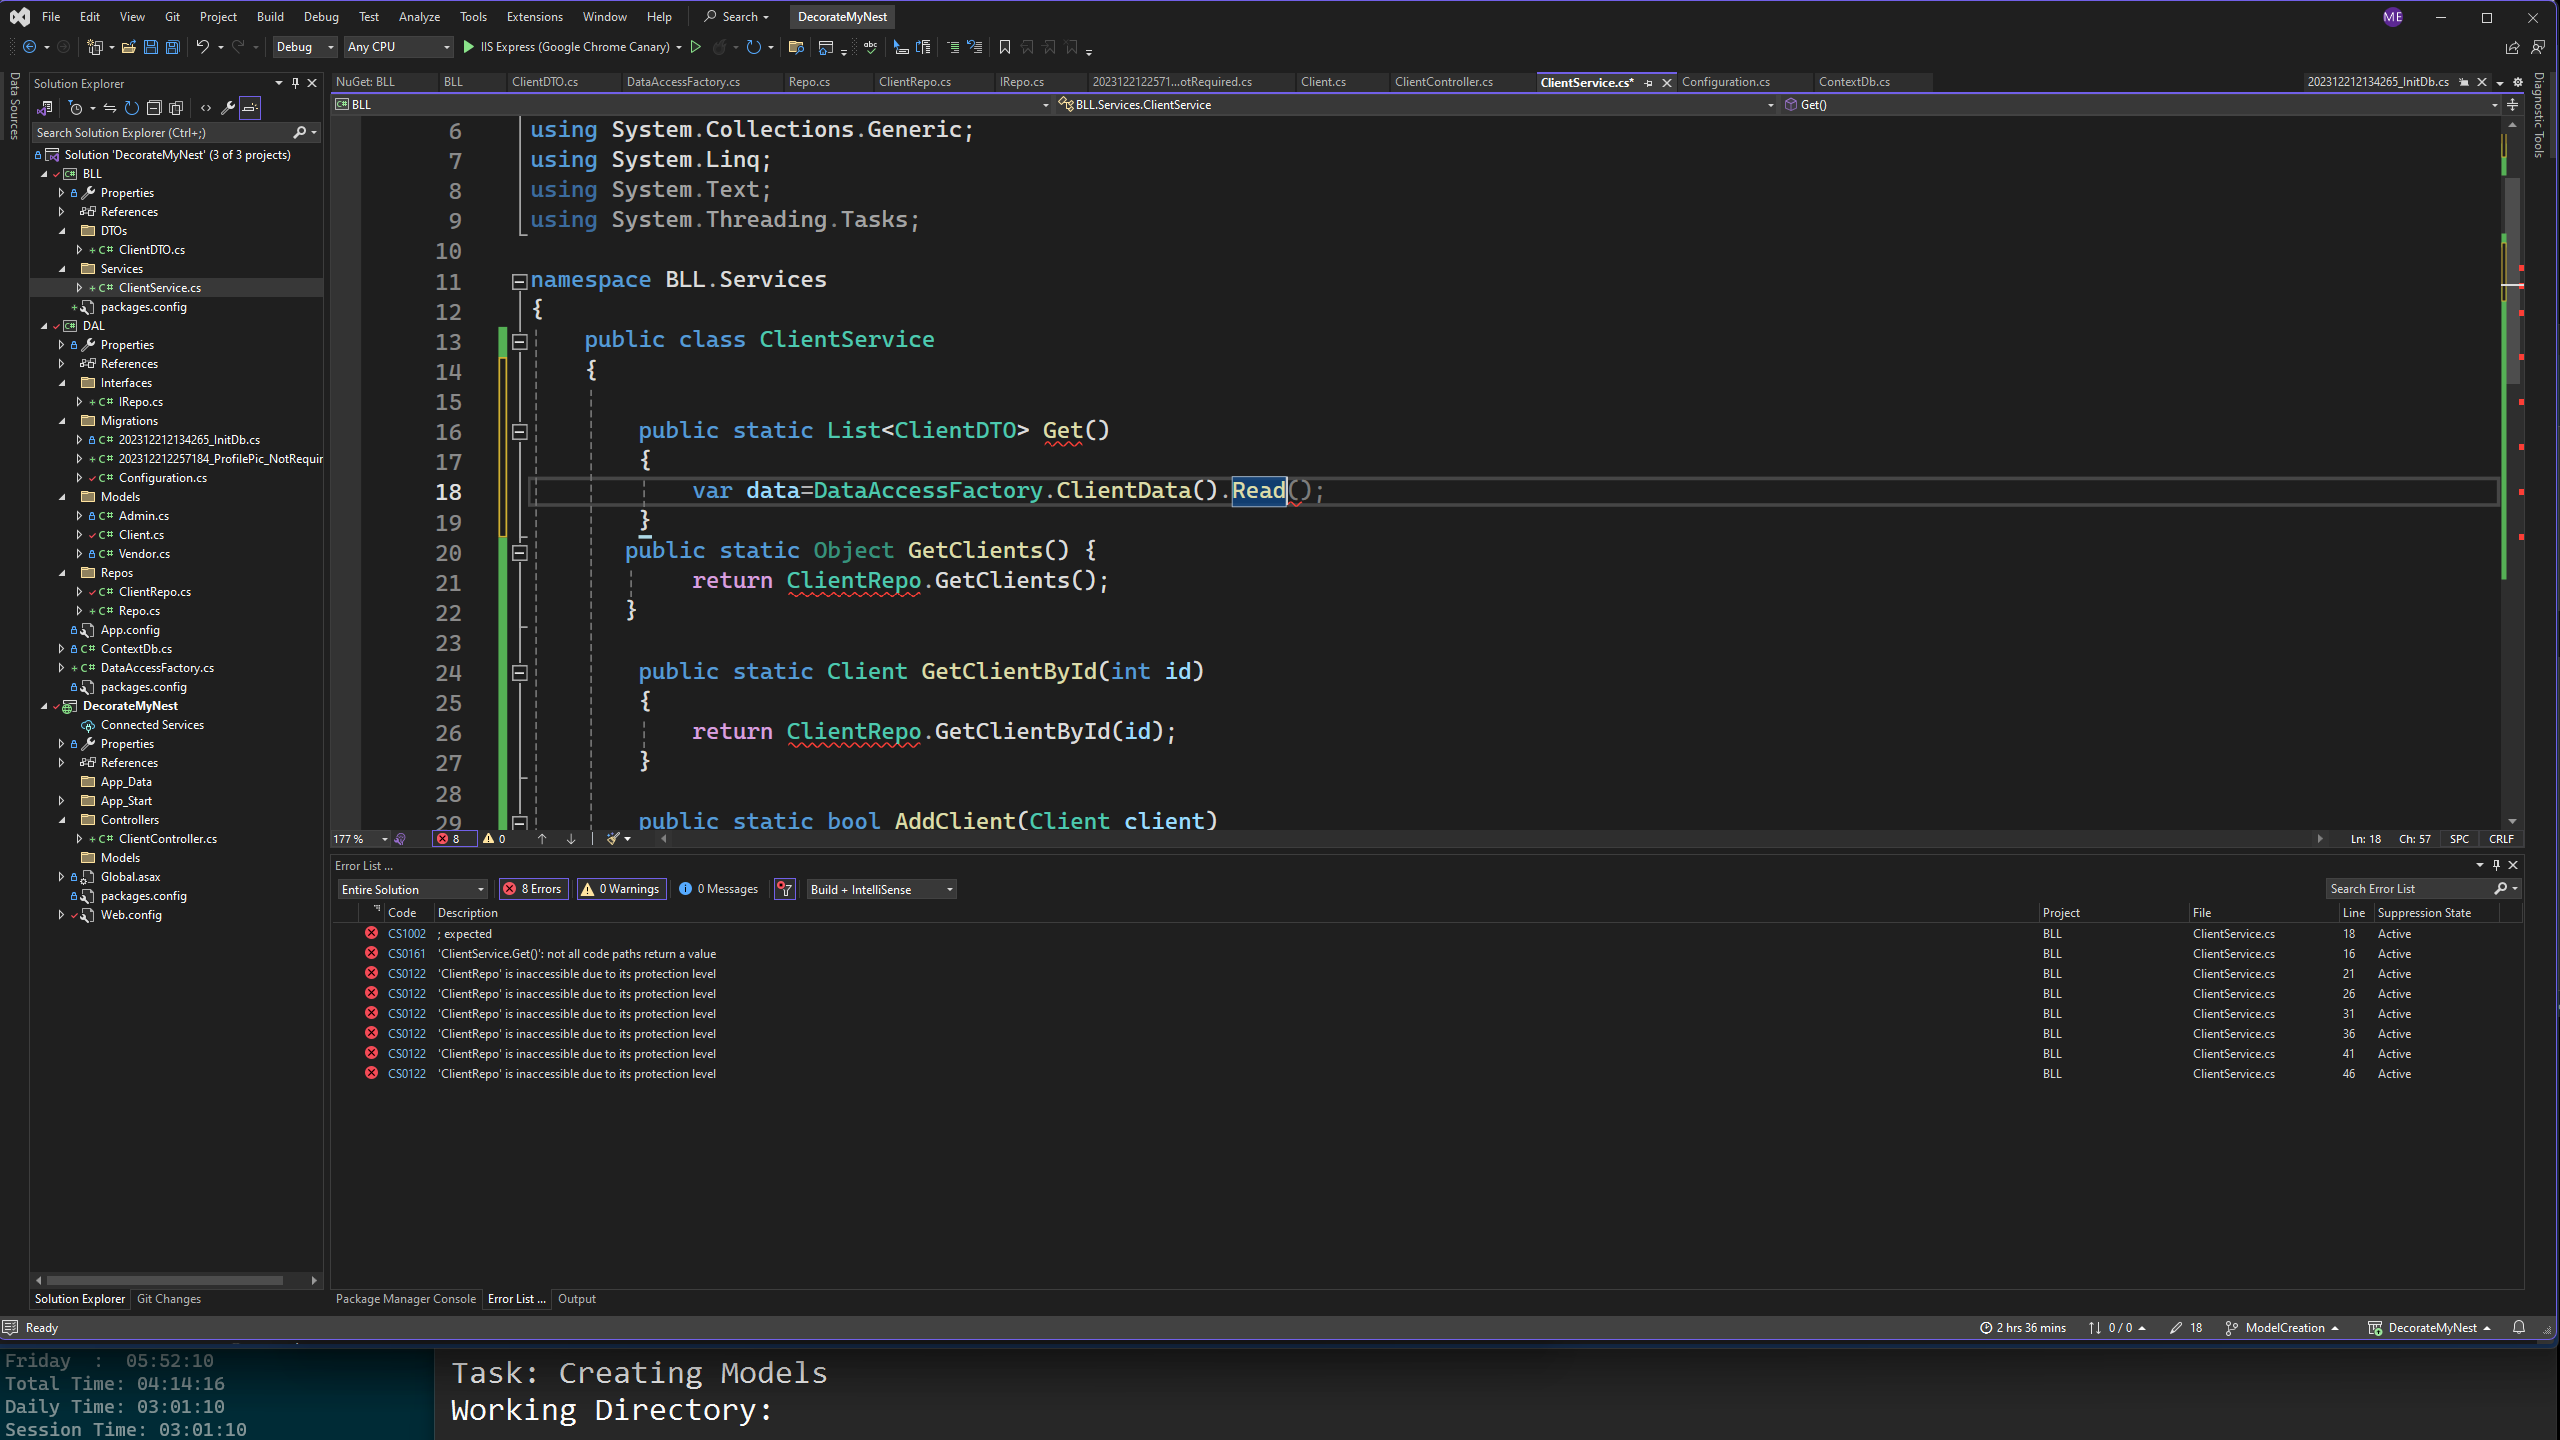 File Edit View Git Project Build Debug Test Analyze Tools Extensions Window Help Search DecorateMyNest ME
Debug Any CPU IIS Express (Google Chrome Canary)
Data Sources
Solution Explorer
Search Solution Explorer (Ctrl+;)
Solution 'DecorateMyNest' (3 of 3 projects)
BLL
Properties
References
DTOs
C# ClientDTO.cs
Services
C# ClientService.cs
packages.config
DAL
Properties
References
Interfaces
C# IRepo.cs
Migrations
C# 202312212134265_InitDb.cs
C# 202312212257184_ProfilePic_NotRequir
C# Configuration.cs
Models
C# Admin.cs
C# Client.cs
C# Vendor.cs
Repos
C# ClientRepo.cs
C# Repo.cs
App.config
C# ContextDb.cs
C# DataAccessFactory.cs
packages.config
DecorateMyNest
Connected Services
Properties
References
App_Data
App_Start
Controllers
C# ClientController.cs
Models
Global.asax
packages.config
Web.config
Solution Explorer Git Changes
NuGet: BLL BLL ClientDTO.cs DataAccessFactory.cs Repo.cs ClientRepo.cs IRepo.cs 2023122122571...otRequired.cs Client.cs ClientController.cs ClientService.cs* Configuration.cs ContextDb.cs 202312212134265_InitDb.cs
BLL BLL.Services.ClientService Get()
Diagnostic Tools
6 using System.Collections.Generic;
7 using System.Linq;
8 using System.Text;
9 using System.Threading.Tasks;
10
11 namespace BLL.Services
12 {
13 public class ClientService
14 {
15
16 public static List<ClientDTO> Get()
17 {
18 var data=DataAccessFactory.ClientData().Read();
19 }
20 public static Object GetClients() {
21 return ClientRepo.GetClients();
22 }
23
24 public static Client GetClientById(int id)
25 {
26 return ClientRepo.GetClientById(id);
27 }
28
29 public static bool AddClient(Client client)
177 % 8 0 Ln: 18 Ch: 57 SPC CRLF
Error List ...
Entire Solution 8 Errors 0 Warnings 0 Messages Build + IntelliSense Search Error List
Code Description Project File Line Suppression State
CS1002 ; expected BLL ClientService.cs 18 Active
CS0161 'ClientService.Get()': not all code paths return a value BLL ClientService.cs 16 Active
CS0122 'ClientRepo' is inaccessible due to its protection level BLL ClientService.cs 21 Active
CS0122 'ClientRepo' is inaccessible due to its protection level BLL ClientService.cs 26 Active
CS0122 'ClientRepo' is inaccessible due to its protection level BLL ClientService.cs 31 Active
CS0122 'ClientRepo' is inaccessible due to its protection level BLL ClientService.cs 36 Active
CS0122 'ClientRepo' is inaccessible due to its protection level BLL ClientService.cs 41 Active
CS0122 'ClientRepo' is inaccessible due to its protection level BLL ClientService.cs 46 Active
Package Manager Console Error List ... Output
Ready 2 hrs 36 mins 0 / 0 18 ModelCreation DecorateMyNest
Friday : 05:52:10
Total Time: 04:14:16
Daily Time: 03:01:10
Session Time: 03:01:10
Task: Creating Models
Working Directory: